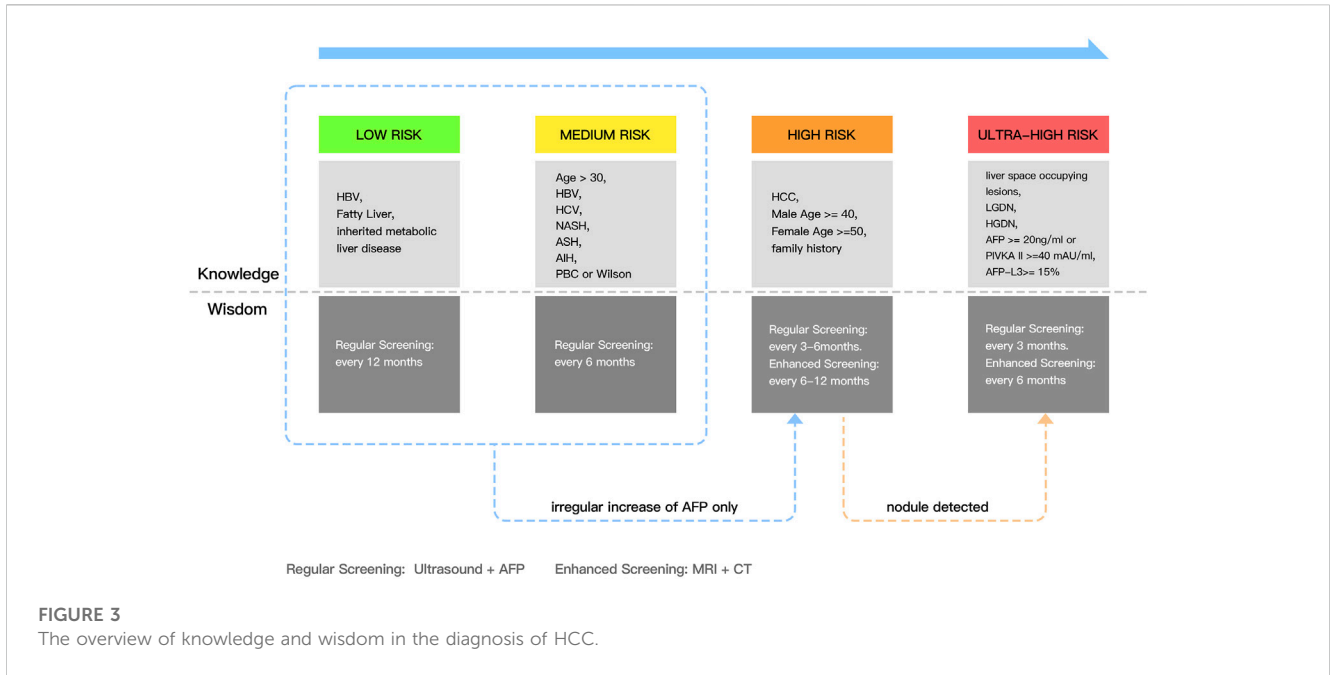 LOW RISK
MEDIUM RISK
HIGH RISK
ULTRA-HIGH RISK
HBV,
Fatty Liver,
inherited metabolic
liver disease
Age > 30,
HBV,
HCV,
NASH,
ASH,
AIH,
PBC or Wilson
HCC,
Male Age >= 40,
Female Age >=50,
family history
liver space occupying
lesions,
LGDN,
HGDN,
AFP >= 20ng/ml or
PIVKA II >=40 mAU/ml,
AFP-L3>= 15%
Knowledge
Wisdom
Regular Screening:
every 12 months
Regular Screening:
every 6 months
Regular Screening:
every 3-6months.
Enhanced Screening:
every 6-12 months
Regular Screening:
every 3 months.
Enhanced Screening:
every 6 months
irregular increase of AFP only
nodule detected
Regular Screening: Ultrasound + AFP Enhanced Screening: MRI + CT
FIGURE 3
The overview of knowledge and wisdom in the diagnosis of HCC.